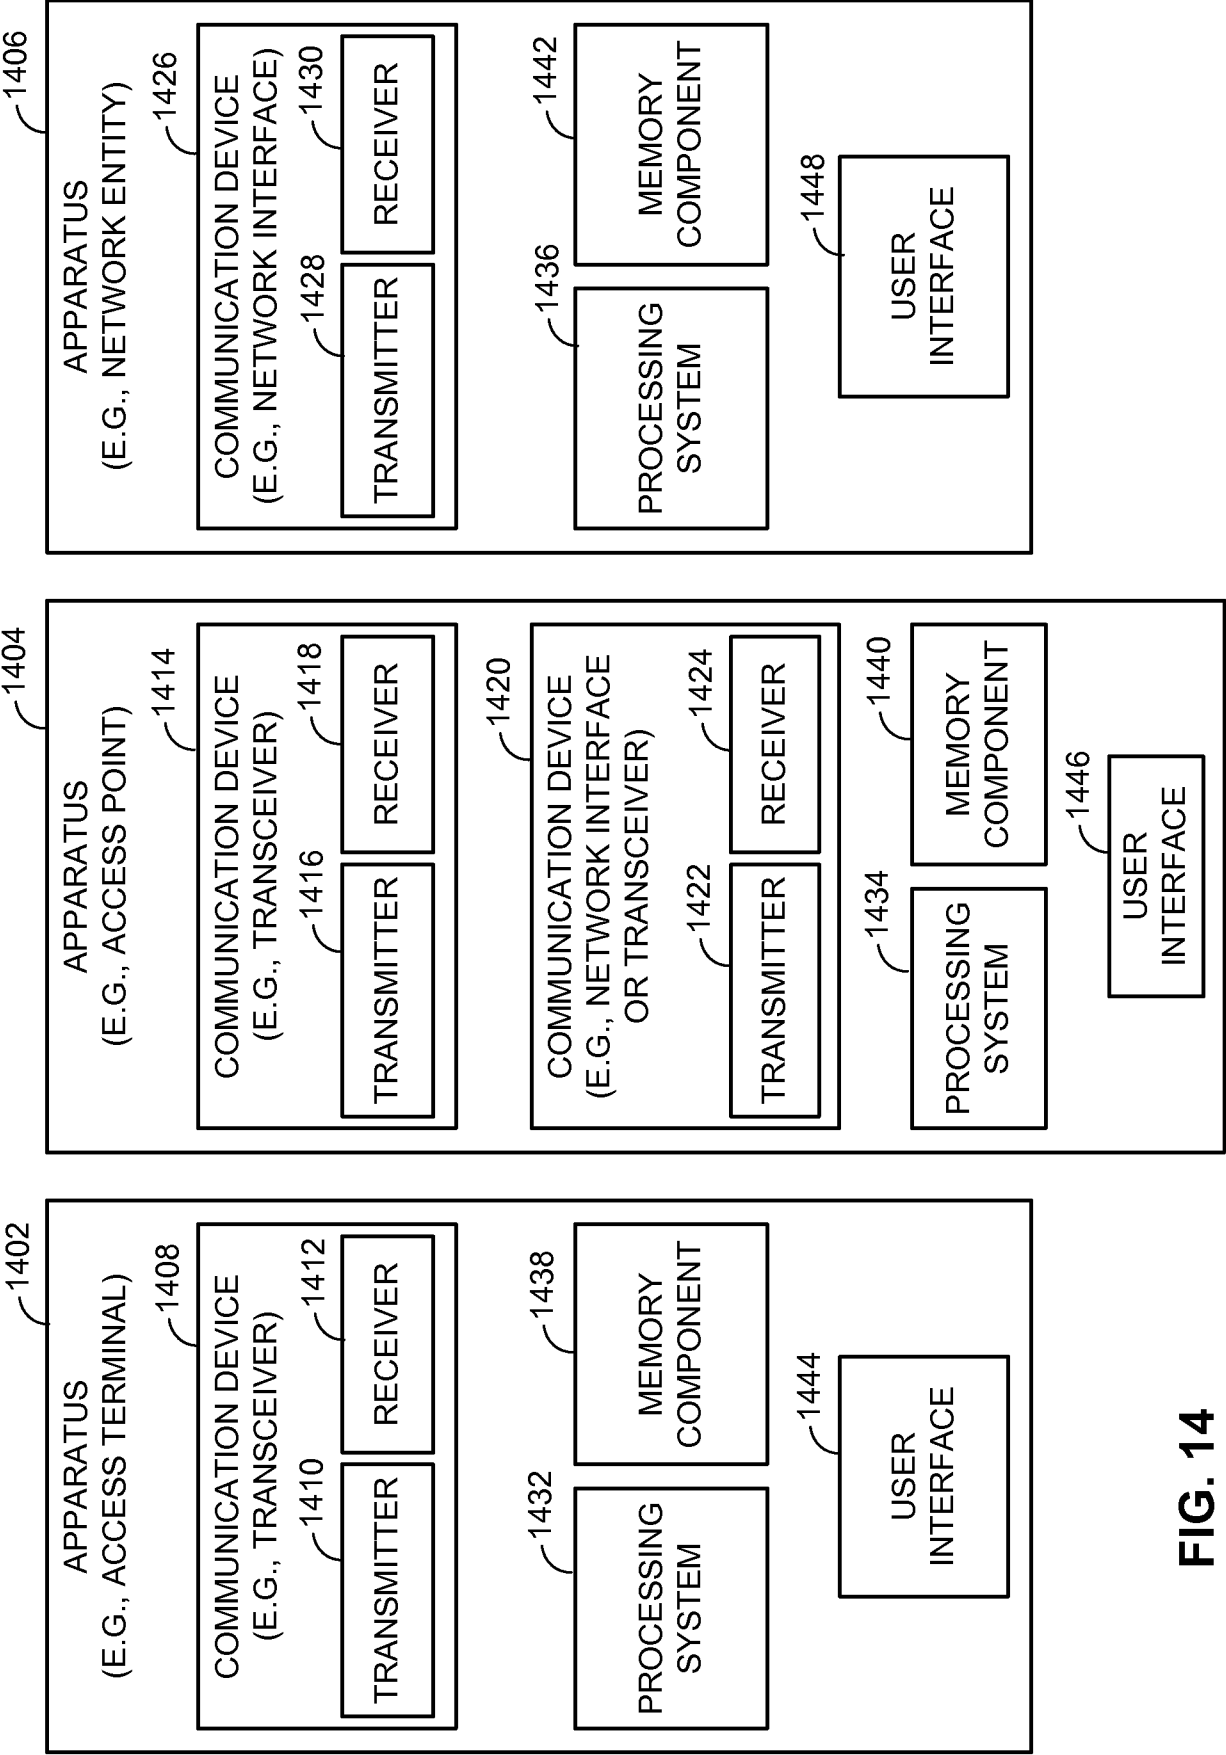 1402
APPARATUS
(E.G., ACCESS TERMINAL)
1408
COMMUNICATION DEVICE
(E.G., TRANSCEIVER)
1410
1412
TRANSMITTER
RECEIVER
1432
1438
PROCESSING
SYSTEM
MEMORY
COMPONENT
1444
USER
INTERFACE
1404
APPARATUS
(E.G., ACCESS POINT)
1414
COMMUNICATION DEVICE
(E.G., TRANSCEIVER)
1416
1418
TRANSMITTER
RECEIVER
1420
COMMUNICATION DEVICE
(E.G., NETWORK INTERFACE
OR TRANSCEIVER)
1422
1424
TRANSMITTER
RECEIVER
1434
1440
PROCESSING
SYSTEM
MEMORY
COMPONENT
1446
USER
INTERFACE
1406
APPARATUS
(E.G., NETWORK ENTITY)
1426
COMMUNICATION DEVICE
(E.G., NETWORK INTERFACE)
1428
1430
TRANSMITTER
RECEIVER
1436
1442
PROCESSING
SYSTEM
MEMORY
COMPONENT
1448
USER
INTERFACE
FIG. 14